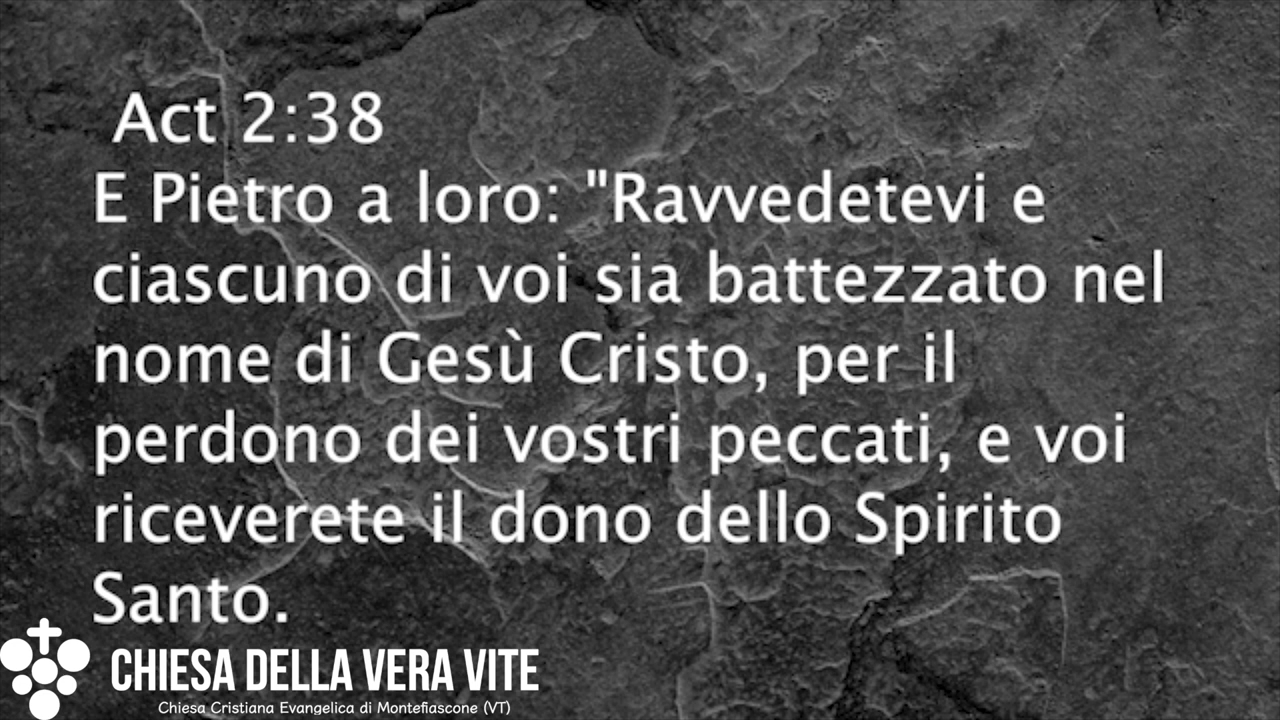 Act 2:38
E Pietro a loro: "Ravvedetevi e
ciascuno di voi sia battezzato nel
nome di Gesù Cristo, per il
perdono dei vostri peccati, e voi
riceverete il dono dello Spirito
Santo.
CHIESA DELLA VERA VITE
Chiesa Cristiana Evangelica di Montefiascone (VT)